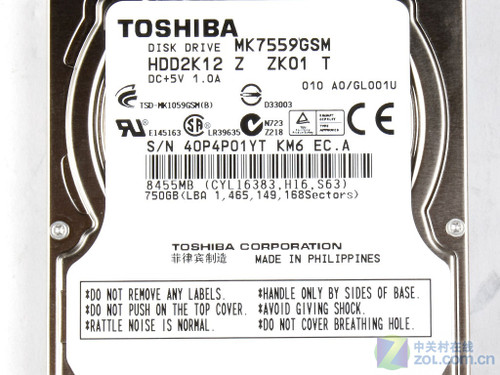 TOSHIBA
DISK DRIVE MK7559GSM
HDD2K12 Z ZK01 T
DC+5V 1.0A
010 A0/GL001U
TSD-MK1059GSM(B)
D33003
E145163 LR39635 N723 Z218
S/N 40P4P01YT KM6 EC.A
8455MB (CYL16383,H16,S63)
750GB(LBA 1,465,149,168Sectors)
TOSHIBA CORPORATION
菲律宾制造 MADE IN PHILIPPINES
*DO NOT REMOVE ANY LABELS. *HANDLE ONLY BY SIDES OF BASE.
*DO NOT PUSH ON THE TOP COVER. *AVOID GIVING SHOCK.
*RATTLE NOISE IS NORMAL. *DO NOT COVER BREATHING HOLE.
中关村在线
zol.com.cn